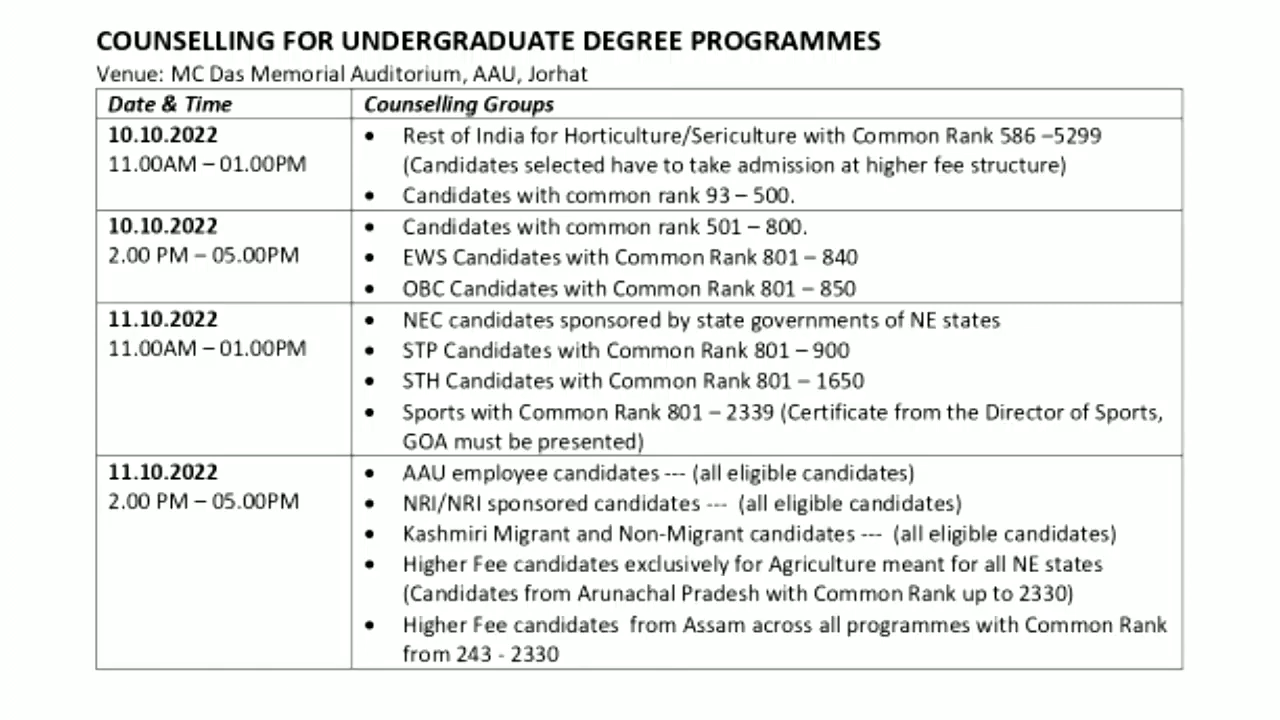 COUNSELLING FOR UNDERGRADUATE DEGREE PROGRAMMES
Venue: MC Das Memorial Auditorium, AAU, Jorhat
Date & Time
Counselling Groups
10.10.2022
11.00AM – 01.00PM
• Rest of India for Horticulture/Sericulture with Common Rank 586 –5299
(Candidates selected have to take admission at higher fee structure)
• Candidates with common rank 93 – 500.
10.10.2022
2.00 PM – 05.00PM
• Candidates with common rank 501 – 800.
• EWS Candidates with Common Rank 801 – 840
• OBC Candidates with Common Rank 801 – 850
11.10.2022
11.00AM – 01.00PM
• NEC candidates sponsored by state governments of NE states
• STP Candidates with Common Rank 801 – 900
• STH Candidates with Common Rank 801 – 1650
• Sports with Common Rank 801 – 2339 (Certificate from the Director of Sports,
GOA must be presented)
11.10.2022
2.00 PM – 05.00PM
• AAU employee candidates --- (all eligible candidates)
• NRI/NRI sponsored candidates --- (all eligible candidates)
• Kashmiri Migrant and Non-Migrant candidates --- (all eligible candidates)
• Higher Fee candidates exclusively for Agriculture meant for all NE states
(Candidates from Arunachal Pradesh with Common Rank up to 2330)
• Higher Fee candidates from Assam across all programmes with Common Rank
from 243 - 2330